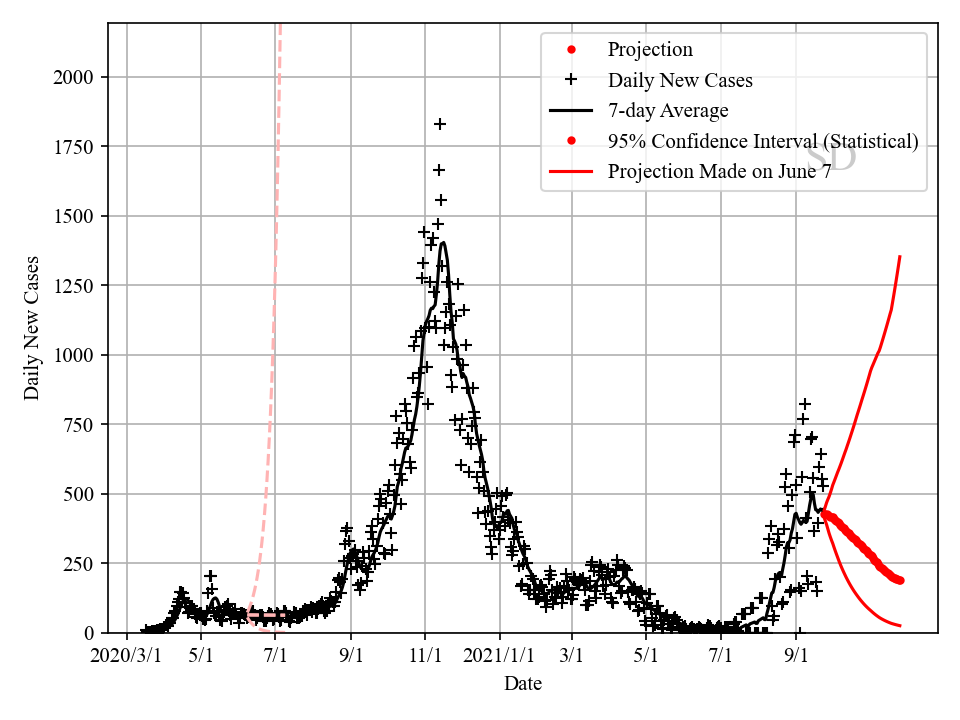 Projection
Daily New Cases
7-day Average
95% Confidence Interval (Statistical)
SD
Projection Made on June 7
Daily New Cases
2000
1750
1500
1250
1000
750
500
250
0
2020/3/1 5/1 7/1 9/1 11/1 2021/1/1 3/1 5/1 7/1 9/1
Date